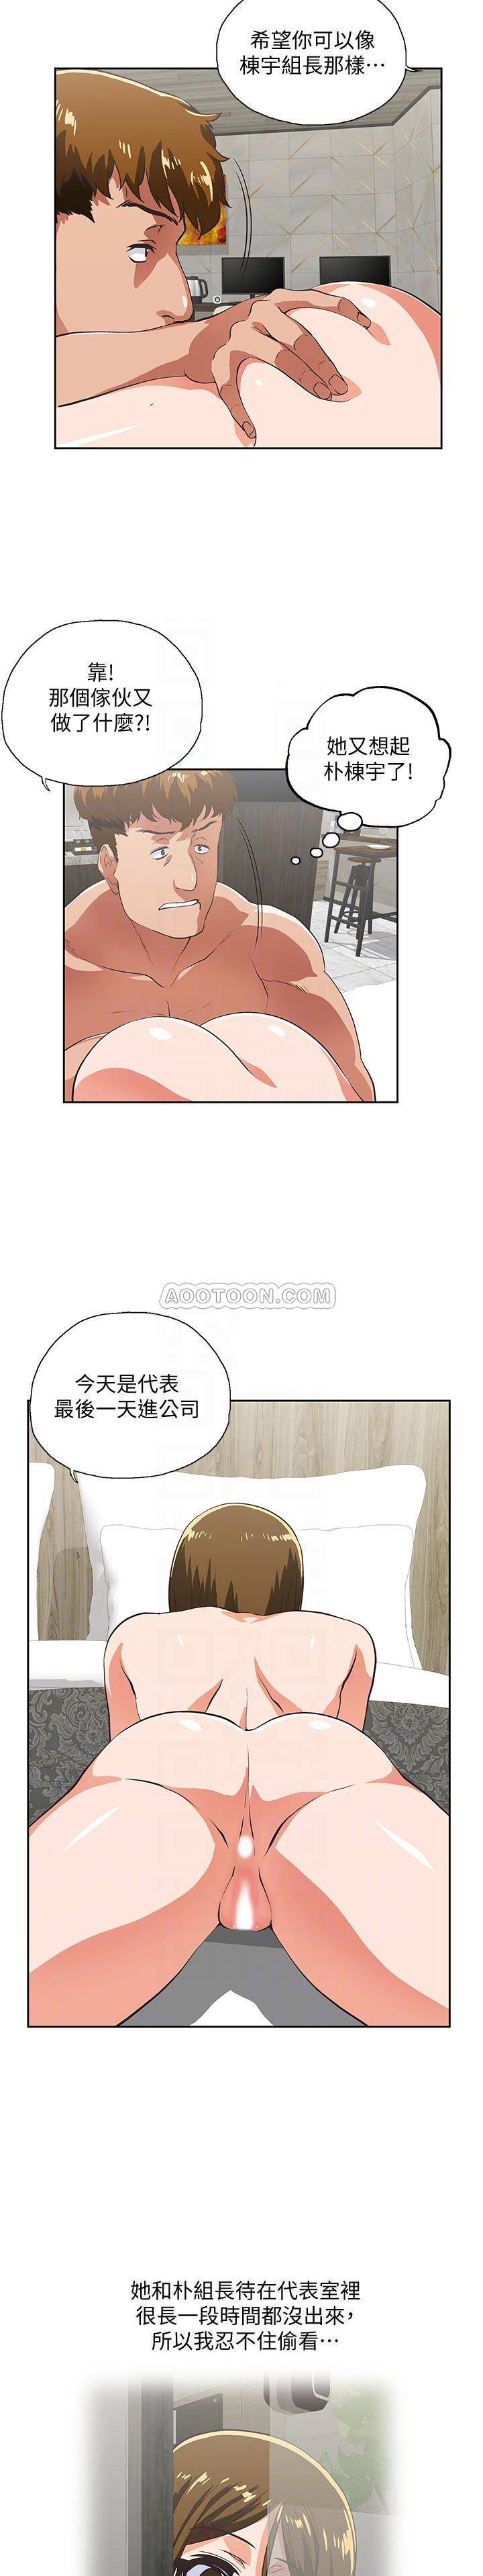 希望你可以像
棟宇組長那樣⋯
靠!
那個傢伙又
做了什麼?!
她又想起
朴棟宇了!
AOOTOON.COM
今天是代表
最後一天進公司
她和朴組長待在代表室裡
很長一段時間都沒出來,
所以我忍不住偷看⋯